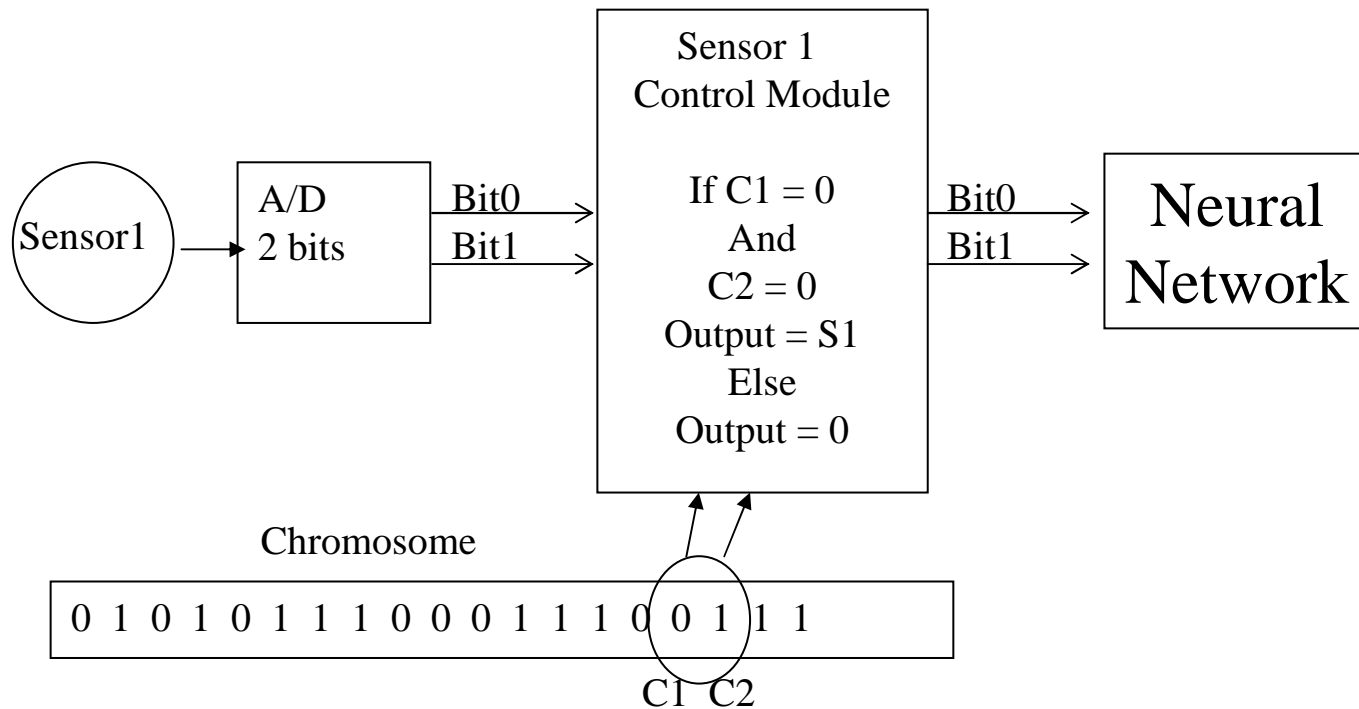 Sensor 1
Control Module
If C1 = 0
And
C2 = 0
Output = S1
Else
Output = 0
Sensor1
A/D
2 bits
Bit0
Bit1
Bit0
Bit1
Neural
Network
Chromosome
0 1 0 1 0 1 1 1 0 0 0 1 1 1 0 0 1 1 1
C1 C2